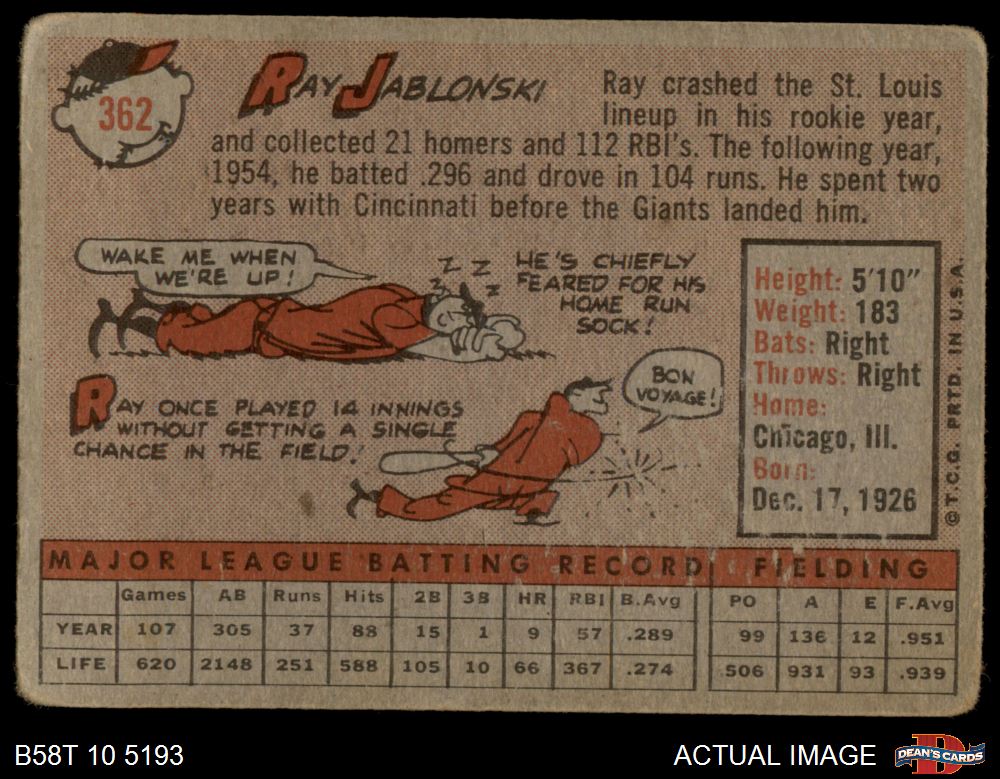 362
RAY JABLONSKI
Ray crashed the St. Louis
lineup in his rookie year,
and collected 21 homers and 112 RBI's. The following year,
1954, he batted .296 and drove in 104 runs. He spent two
years with Cincinnati before the Giants landed him.
WAKE ME WHEN
WE'RE UP!
Z Z Z Z
HE'S CHIEFLY
FEARED FOR HIS
HOME RUN
SOCK!
RAY ONCE PLAYED 14 INNINGS
WITHOUT GETTING A SINGLE
CHANCE IN THE FIELD!
BON
VOYAGE!
Height: 5'10"
Weight: 183
Bats: Right
Throws: Right
Home:
Chicago, Ill.
Born:
Dec. 17, 1926
© T.C.G. PRTD. IN U.S.A.
MAJOR LEAGUE BATTING RECORD FIELDING
Games AB Runs Hits 2B 3B HR RBI B.Avg PO A E F.Avg
YEAR 107 305 37 88 15 1 9 57 .289 99 136 12 .951
LIFE 620 2148 251 588 105 10 66 367 .274 506 931 93 .939
B58T 10 5193
ACTUAL IMAGE
DEAN'S CARDS